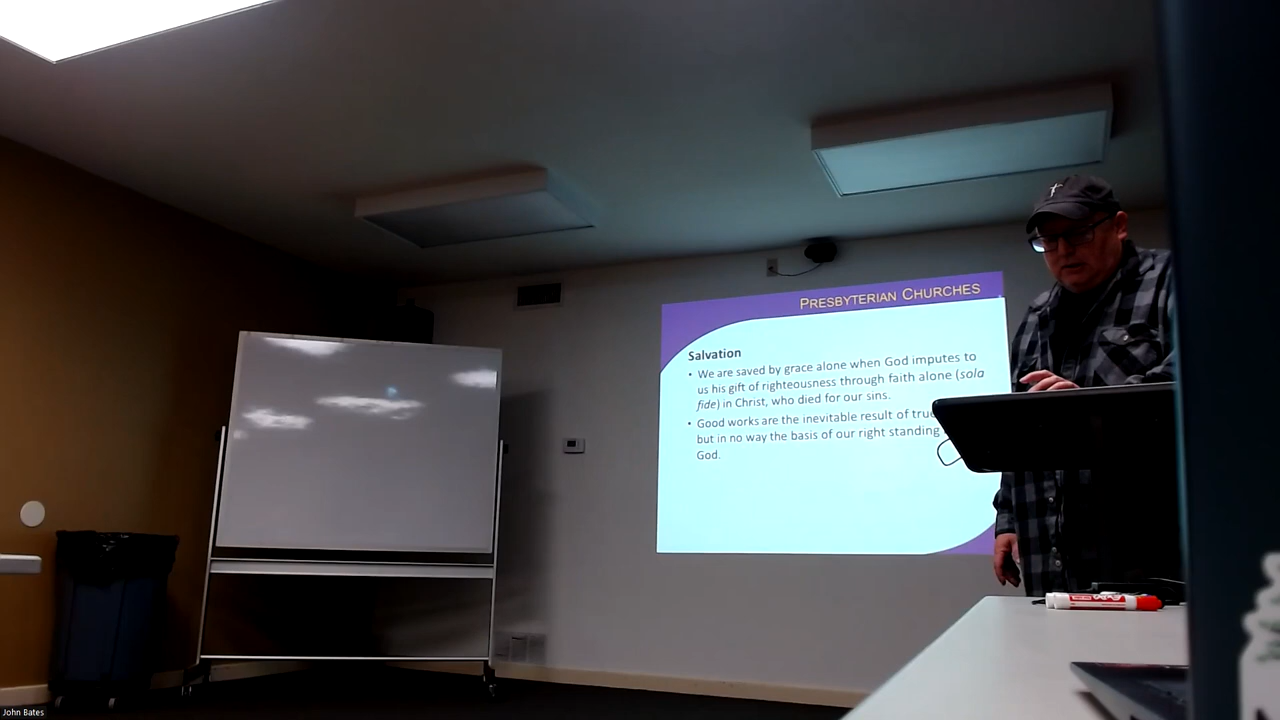 PRESBYTERIAN CHURCHES
Salvation
• We are saved by grace alone when God imputes to
us his gift of righteousness through faith alone (sola
fide) in Christ, who died for our sins.
• Good works are the inevitable result of true
but in no way the basis of our right standing
God.
John Bates